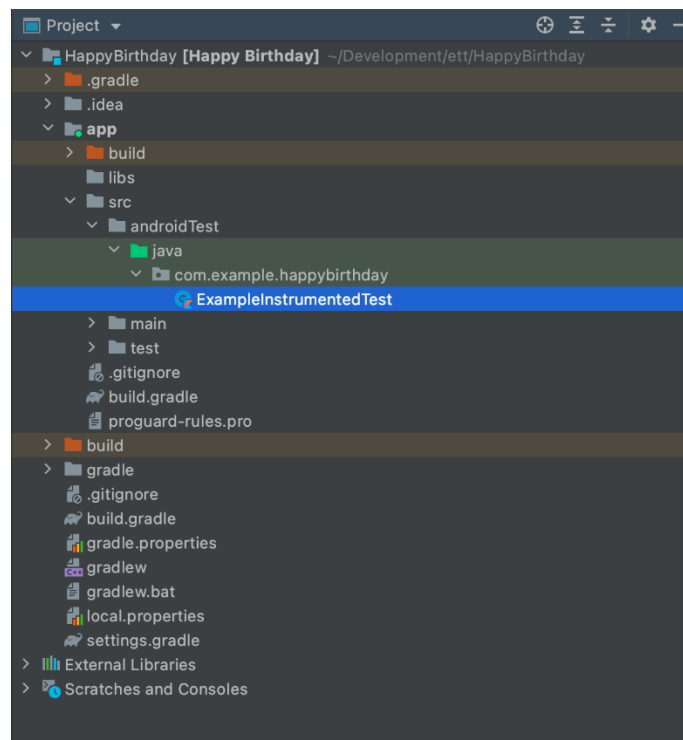 Project
HappyBirthday [Happy Birthday] ~/Development/ett/HappyBirthday
.gradle
.idea
app
build
libs
src
androidTest
java
com.example.happybirthday
ExampleInstrumentedTest
main
test
.gitignore
build.gradle
proguard-rules.pro
build
gradle
.gitignore
build.gradle
gradle.properties
gradlew
gradlew.bat
local.properties
settings.gradle
External Libraries
Scratches and Consoles